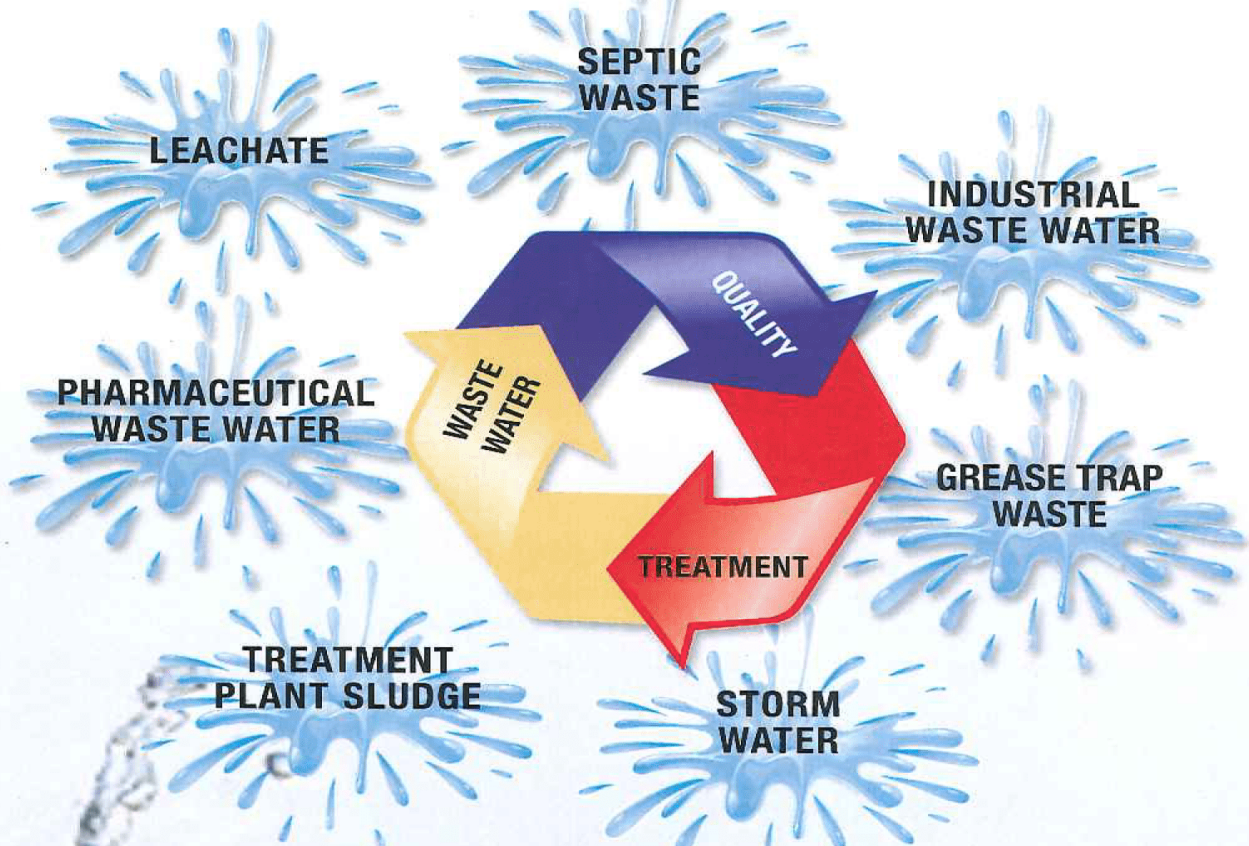 SEPTIC
WASTE
LEACHATE
INDUSTRIAL
WASTE WATER
QUALITY
WASTE
WATER
PHARMACEUTICAL
WASTE WATER
GREASE TRAP
WASTE
TREATMENT
TREATMENT
PLANT SLUDGE
STORM
WATER